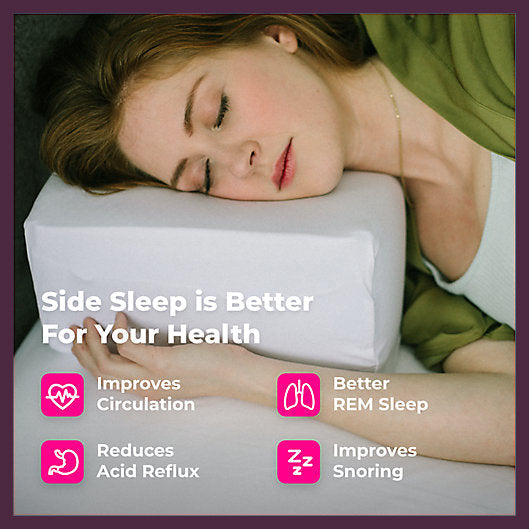 Side Sleep is Better
For Your Health
Improves
Circulation
Better
REM Sleep
Reduces
Acid Reflux
Improves
Snoring